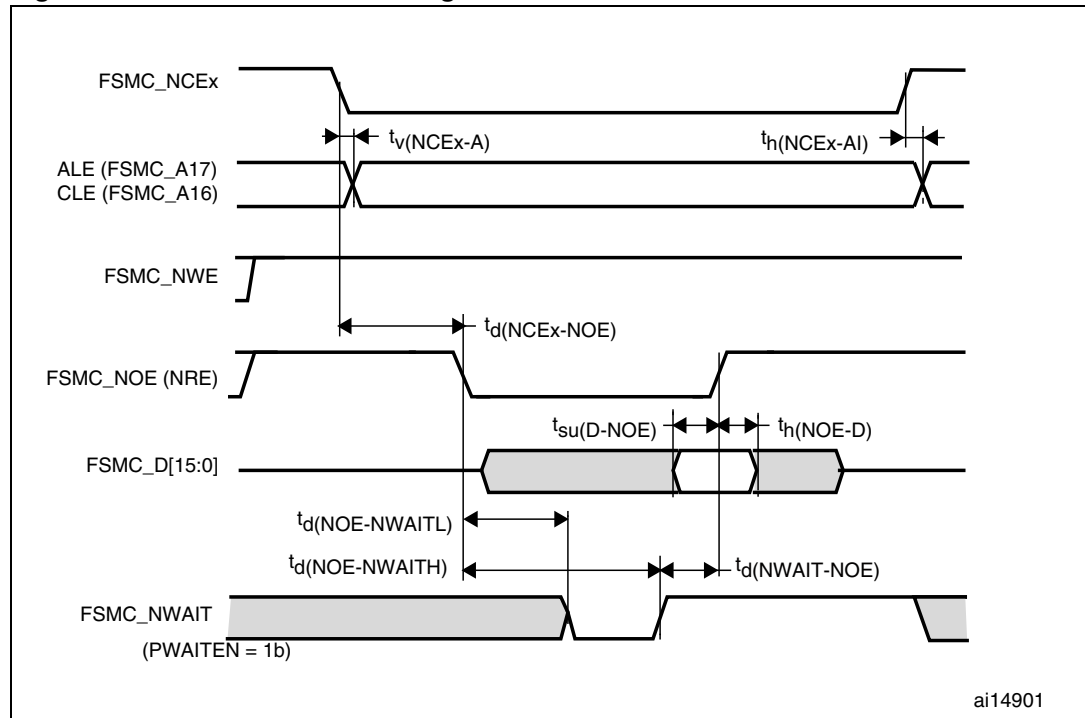 FSMC_NCEx
tv(NCEx-A)
th(NCEx-AI)
ALE (FSMC_A17)
CLE (FSMC_A16)
FSMC_NWE
td(NCEx-NOE)
FSMC_NOE (NRE)
tsu(D-NOE)
th(NOE-D)
FSMC_D[15:0]
td(NOE-NWAITL)
td(NOE-NWAITH)
td(NWAIT-NOE)
FSMC_NWAIT
(PWAITEN = 1b)
ai14901